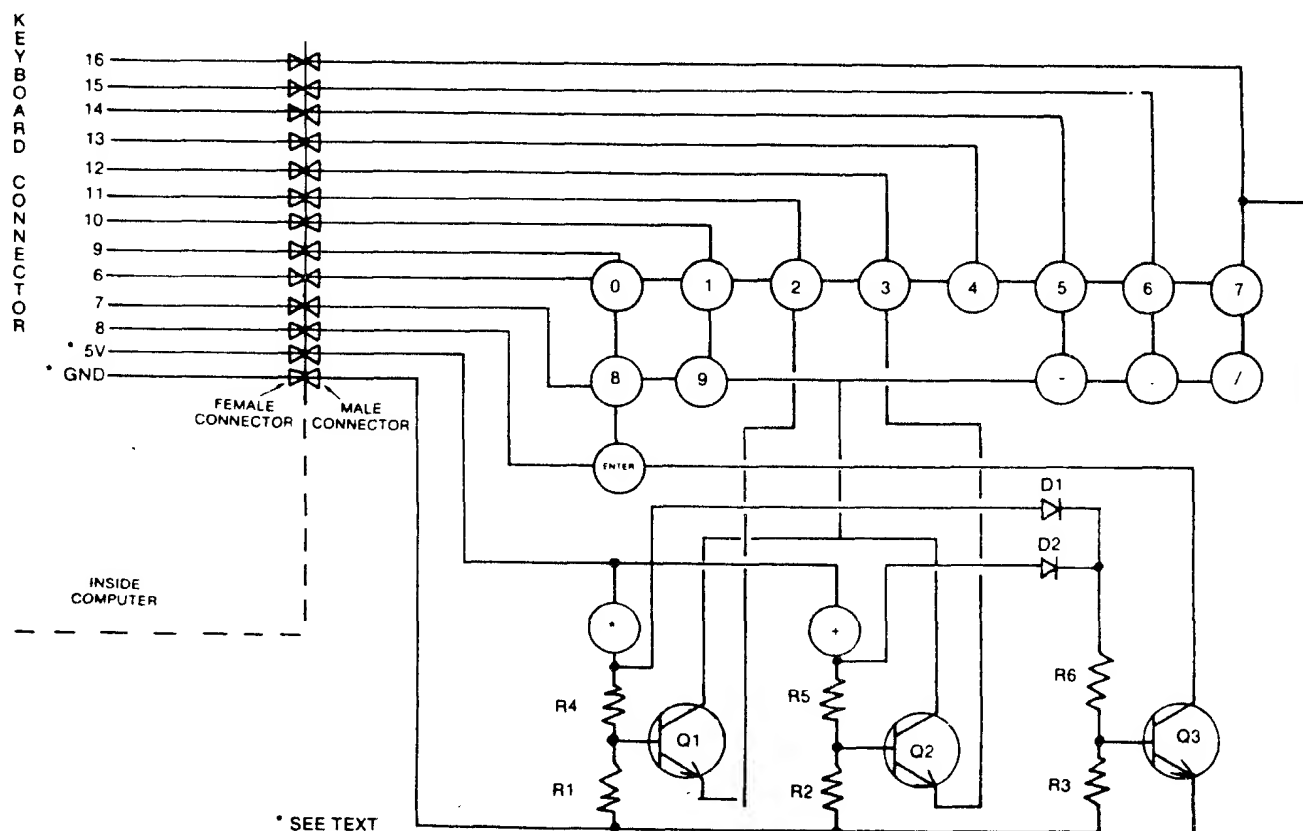 KEYBOARD CONNECTOR
16
15
14
13
12
11
10
9
6
7
8
* 5V
* GND
FEMALE
CONNECTOR
MALE
CONNECTOR
INSIDE
COMPUTER
0
1
2
3
4
5
6
7
8
9
-
.
/
ENTER
D1
D2
*
+
R4
R5
R6
Q1
Q2
Q3
R1
R2
R3
* SEE TEXT